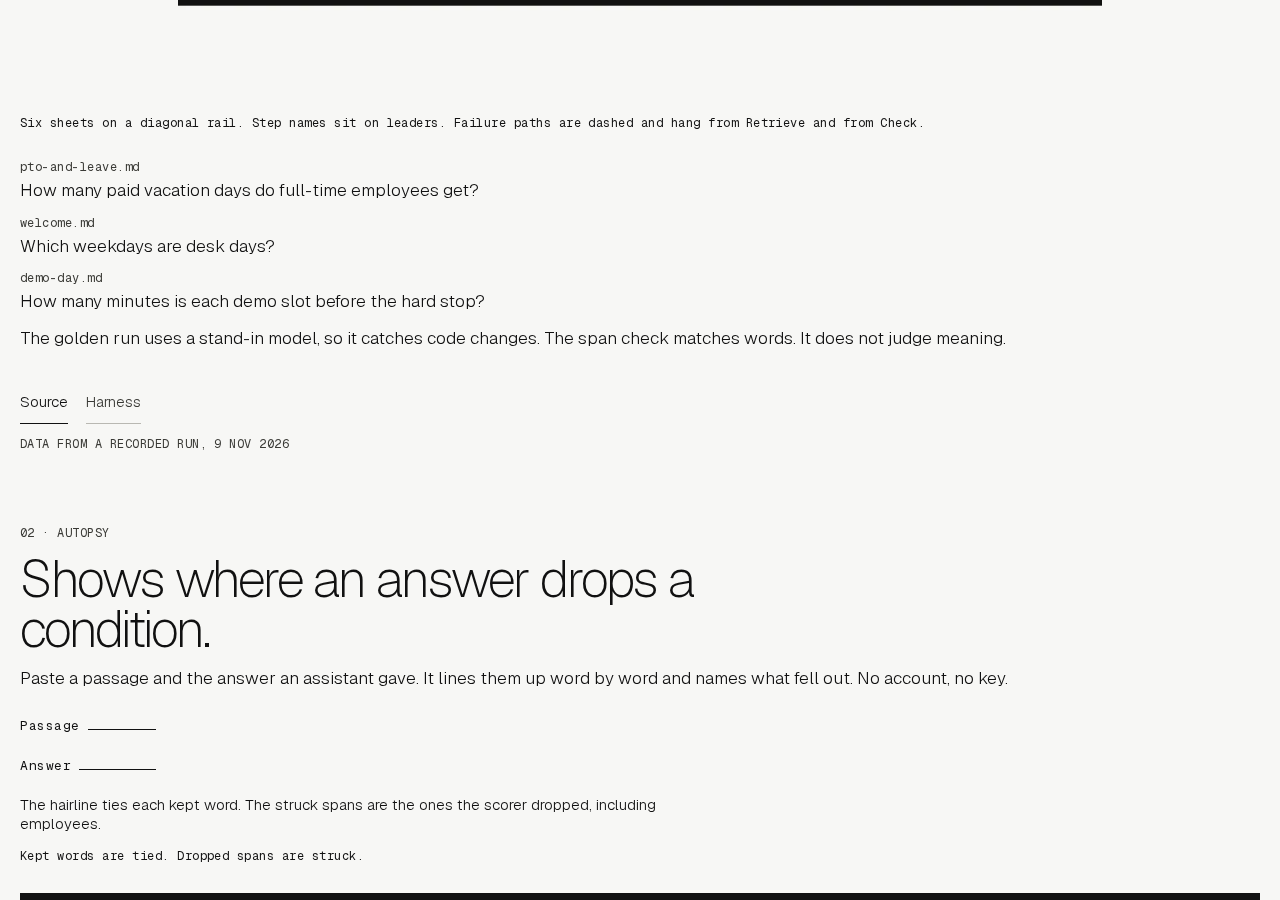 Six sheets on a diagonal rail. Step names sit on leaders. Failure paths are dashed and hang from Retrieve and from Check.
pto-and-leave.md
How many paid vacation days do full-time employees get?
welcome.md
Which weekdays are desk days?
demo-day.md
How many minutes is each demo slot before the hard stop?
The golden run uses a stand-in model, so it catches code changes. The span check matches words. It does not judge meaning.
Source Harness
DATA FROM A RECORDED RUN, 9 NOV 2026
02 · AUTOPSY
Shows where an answer drops a
condition.
Paste a passage and the answer an assistant gave. It lines them up word by word and names what fell out. No account, no key.
Passage
Answer
The hairline ties each kept word. The struck spans are the ones the scorer dropped, including
employees.
Kept words are tied. Dropped spans are struck.